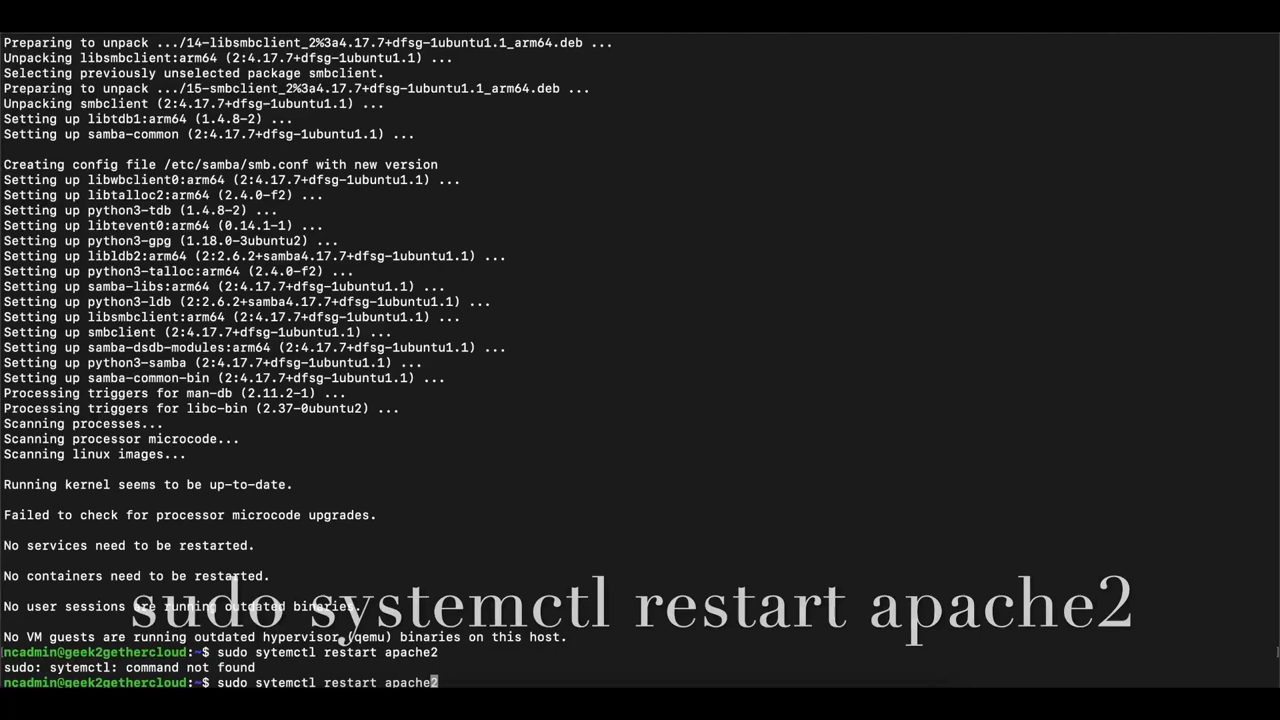 Preparing to unpack .../14-libsmbclient_2%3a4.17.7+dfsg-1ubuntu1.1_arm64.deb ...
Unpacking libsmbclient:arm64 (2:4.17.7+dfsg-1ubuntu1.1) ...
Selecting previously unselected package smbclient.
Preparing to unpack .../15-smbclient_2%3a4.17.7+dfsg-1ubuntu1.1_arm64.deb ...
Unpacking smbclient (2:4.17.7+dfsg-1ubuntu1.1) ...
Setting up libtdb1:arm64 (1.4.8-2) ...
Setting up samba-common (2:4.17.7+dfsg-1ubuntu1.1) ...
Creating config file /etc/samba/smb.conf with new version
Setting up libwbclient0:arm64 (2:4.17.7+dfsg-1ubuntu1.1) ...
Setting up libtalloc2:arm64 (2.4.0-f2) ...
Setting up python3-tdb (1.4.8-2) ...
Setting up libtevent0:arm64 (0.14.1-1) ...
Setting up python3-gpg (1.18.0-3ubuntu2) ...
Setting up libldb2:arm64 (2:2.6.2+samba4.17.7+dfsg-1ubuntu1.1) ...
Setting up python3-talloc:arm64 (2.4.0-f2) ...
Setting up samba-libs:arm64 (2:4.17.7+dfsg-1ubuntu1.1) ...
Setting up python3-ldb (2:2.6.2+samba4.17.7+dfsg-1ubuntu1.1) ...
Setting up libsmbclient:arm64 (2:4.17.7+dfsg-1ubuntu1.1) ...
Setting up smbclient (2:4.17.7+dfsg-1ubuntu1.1) ...
Setting up samba-dsdb-modules:arm64 (2:4.17.7+dfsg-1ubuntu1.1) ...
Setting up python3-samba (2:4.17.7+dfsg-1ubuntu1.1) ...
Setting up samba-common-bin (2:4.17.7+dfsg-1ubuntu1.1) ...
Processing triggers for man-db (2.11.2-1) ...
Processing triggers for libc-bin (2.37-0ubuntu2) ...
Scanning processes...
Scanning processor microcode...
Scanning linux images...
Running kernel seems to be up-to-date.
Failed to check for processor microcode upgrades.
No services need to be restarted.
No containers need to be restarted.
No user sessions are running outdated binaries.
sudo systemctl restart apache2
No VM guests are running outdated hypervisor (qemu) binaries on this host.
ncadmin@geek2gethercloud:~$ sudo sytemctl restart apache2
sudo: sytemctl: command not found
ncadmin@geek2gethercloud:~$ sudo sytemctl restart apache2